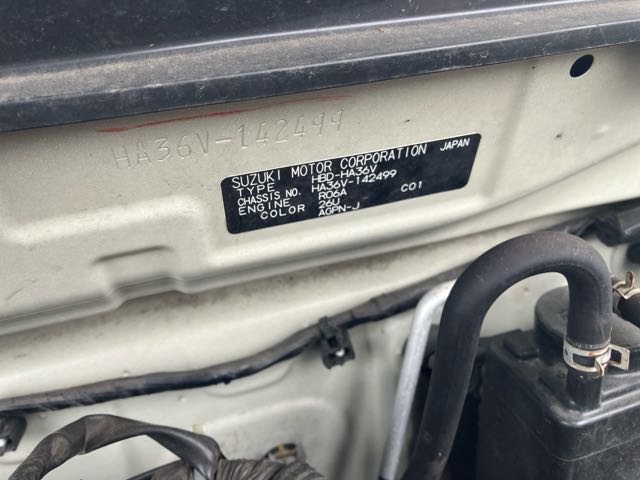 HA36V-142499
SUZUKI MOTOR CORPORATION JAPAN
TYPE HBD-HA36V
CHASSIS NO. HA36V-142499
ENGINE R06A C01
COLOR 26U
AGPN-J